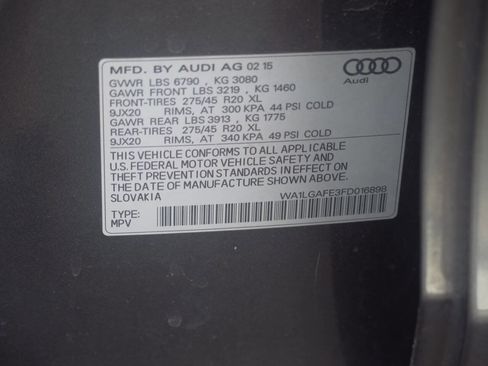 MFD. BY AUDI AG 02 15
GVWR LBS 6790 , KG 3080
GAWR FRONT LBS 3219 , KG 1460
FRONT-TIRES 275/45 R20 XL
9JX20 RIMS, AT 300 KPA 44 PSI COLD
GAWR REAR LBS 3913 , KG 1775
REAR-TIRES 275/45 R20 XL
9JX20 RIMS, AT 340 KPA 49 PSI COLD
THIS VEHICLE CONFORMS TO ALL APPLICABLE
U.S. FEDERAL MOTOR VEHICLE SAFETY AND
THEFT PREVENTION STANDARDS IN EFFECT ON
THE DATE OF MANUFACTURE SHOWN ABOVE.
SLOVAKIA
WA1LGAFE3FD016898
TYPE:
MPV
Audi